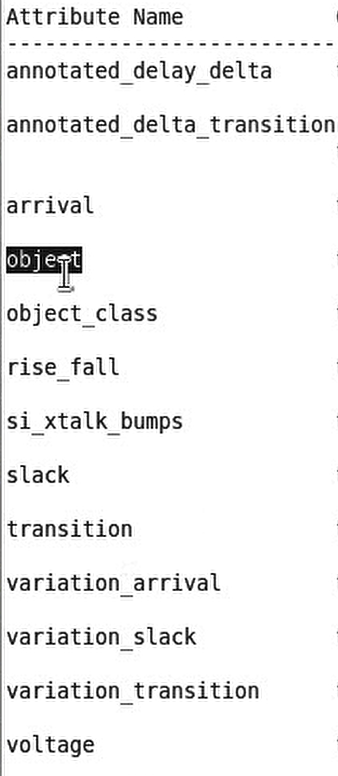 Attribute Name
--------------------------
annotated_delay_delta
annotated_delta_transition
arrival
object
object_class
rise_fall
si_xtalk_bumps
slack
transition
variation_arrival
variation_slack
variation_transition
voltage